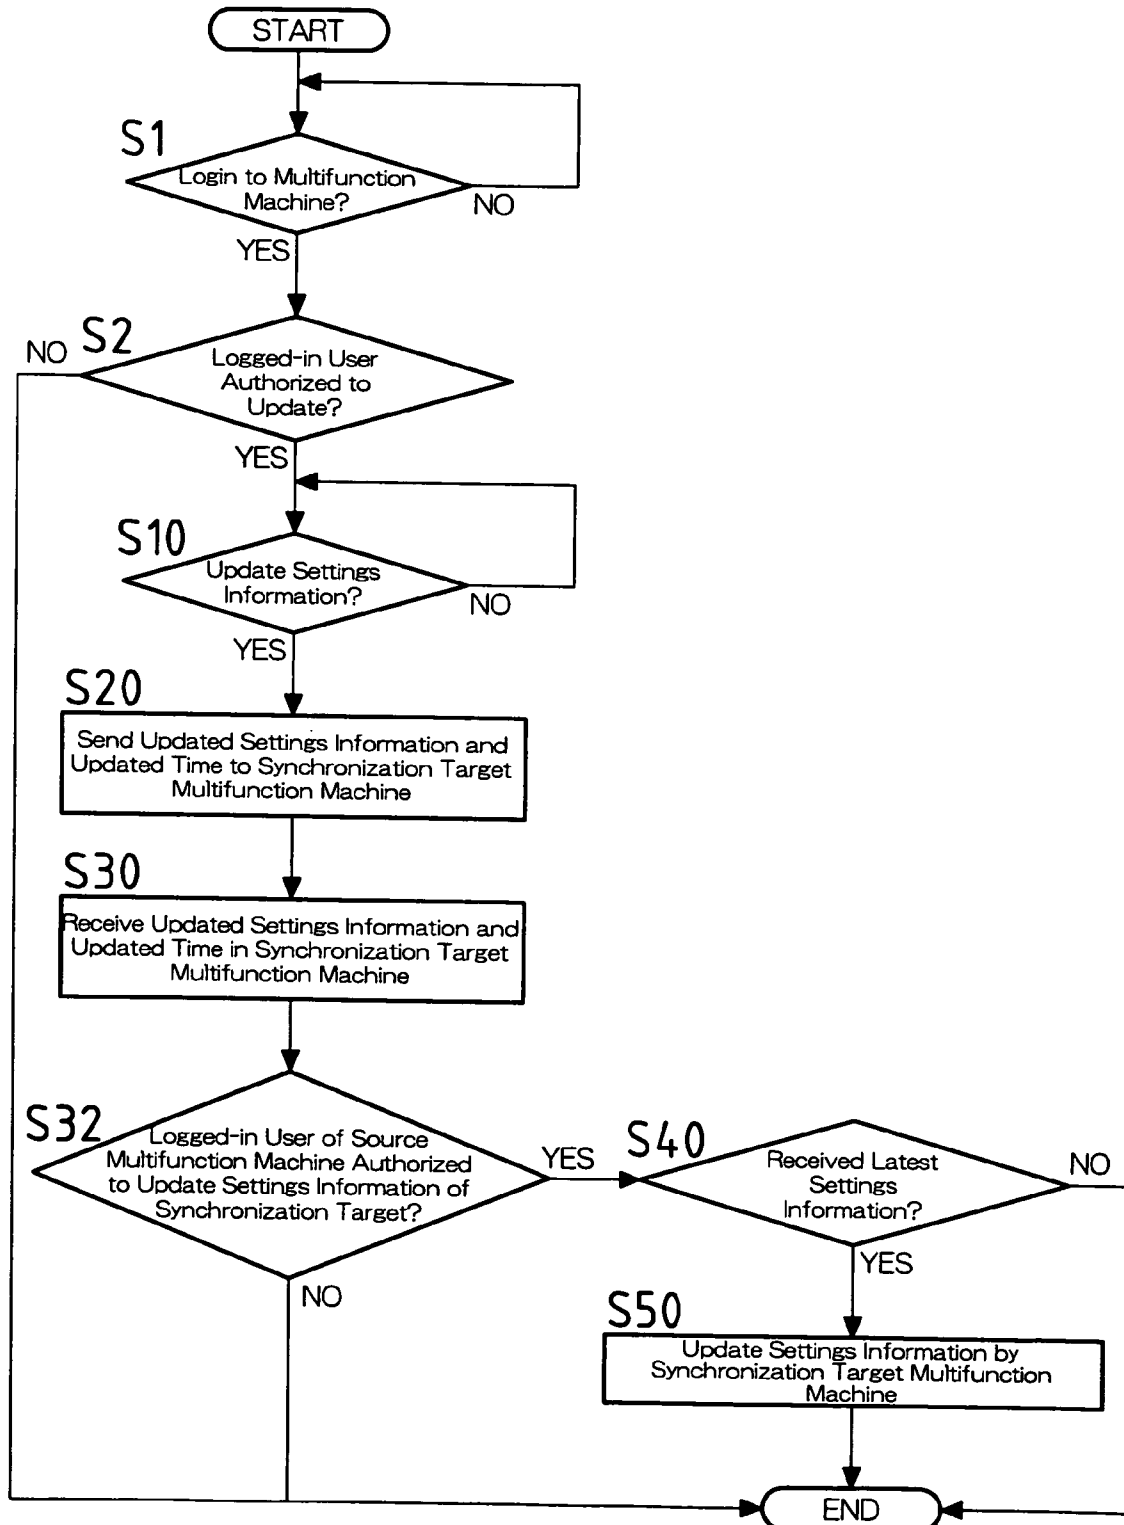 START
S1
Login to Multifunction
Machine?
NO
YES
S2
NO
Logged-in User
Authorized to
Update?
YES
S10
Update Settings
Information?
NO
YES
S20
Send Updated Settings Information and
Updated Time to Synchronization Target
Multifunction Machine
S30
Receive Updated Settings Information and
Updated Time in Synchronization Target
Multifunction Machine
S32
Logged-in User of Source
Multifunction Machine Authorized
to Update Settings Information of
Synchronization Target?
YES
NO
S40
Received Latest
Settings
Information?
NO
YES
S50
Update Settings Information by
Synchronization Target Multifunction
Machine
END